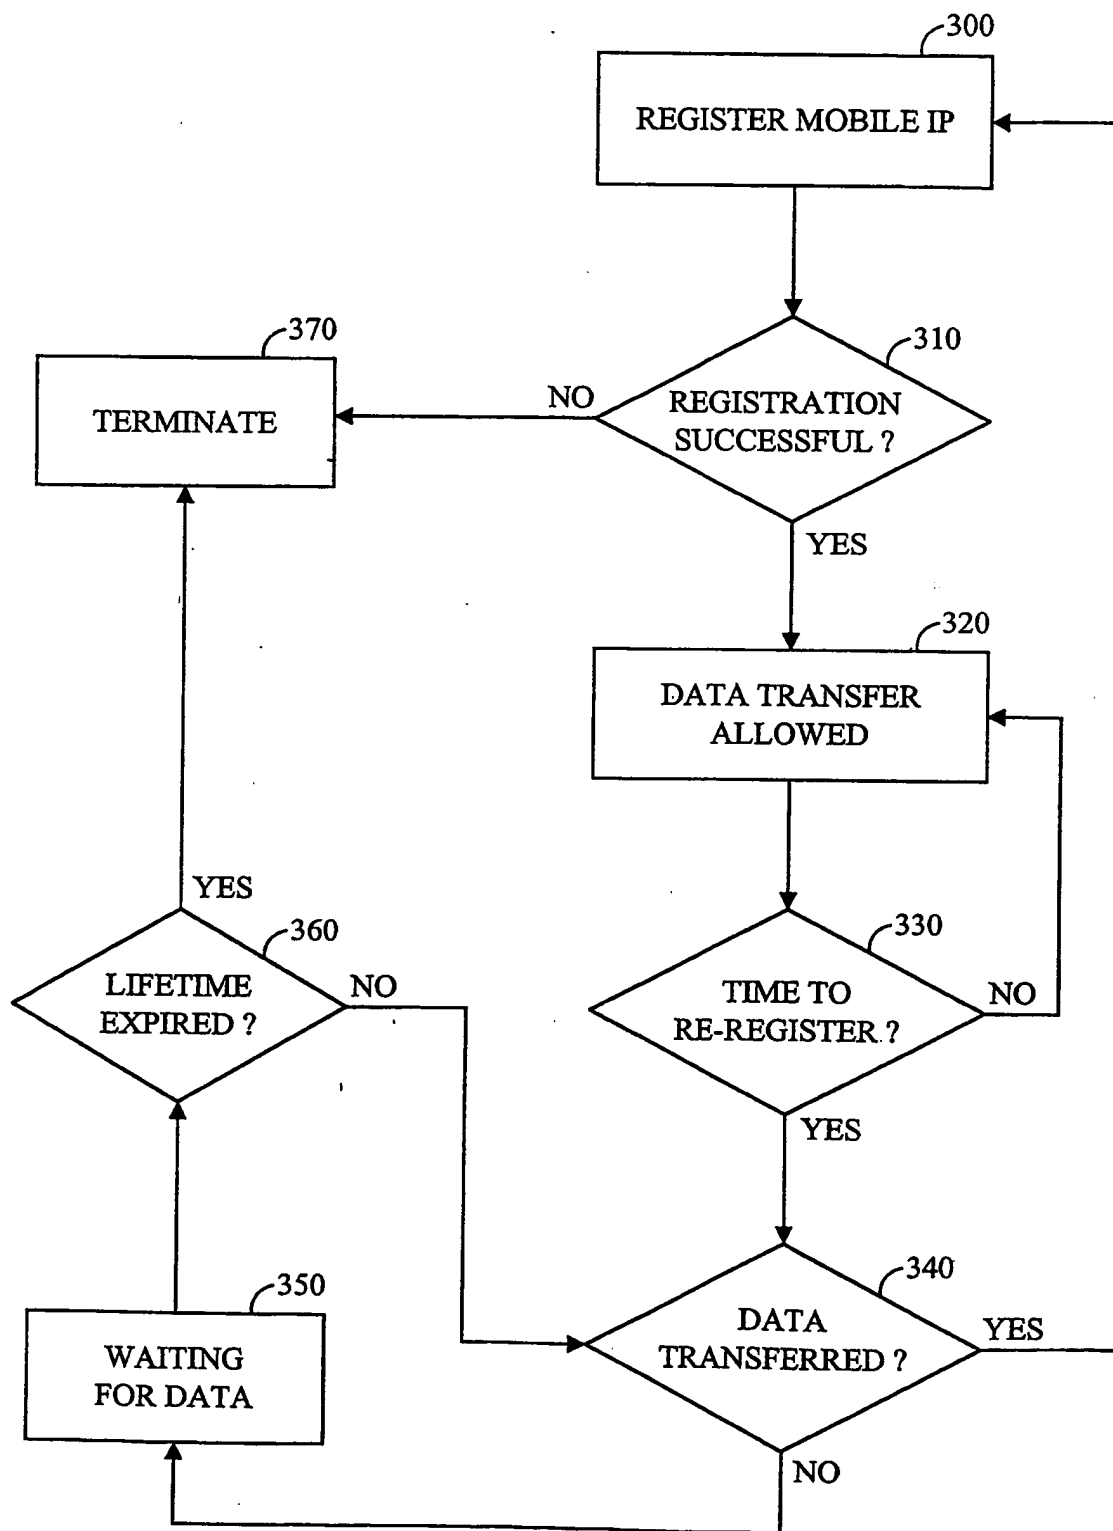 300
REGISTER MOBILE IP
370
310
TERMINATE
NO
REGISTRATION
SUCCESSFUL ?
YES
320
DATA TRANSFER
ALLOWED
YES
360
330
LIFETIME
EXPIRED ?
NO
TIME TO
RE-REGISTER ?
NO
YES
350
340
WAITING
FOR DATA
DATA
TRANSFERRED ?
YES
NO